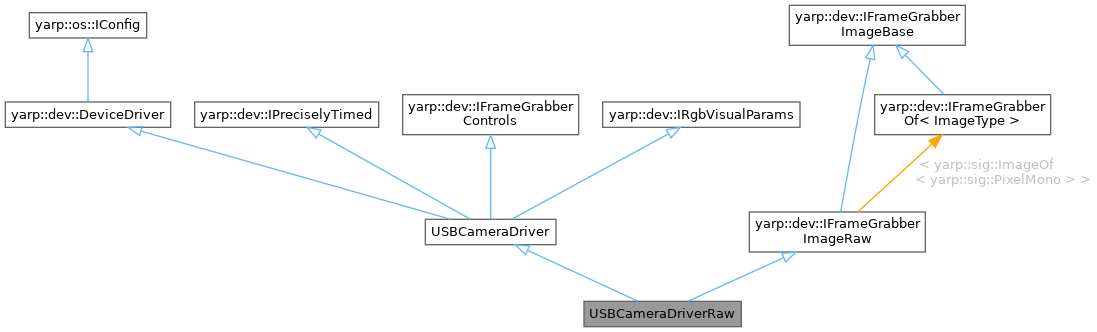 yarp::os::IConfig
yarp::dev::IFrameGrabber
ImageBase
yarp::dev::DeviceDriver
yarp::dev::IPreciselyTimed
yarp::dev::IFrameGrabber
Controls
yarp::dev::IRgbVisualParams
yarp::dev::IFrameGrabber
Of< ImageType >
< yarp::sig::ImageOf
< yarp::sig::PixelMono > >
USBCameraDriver
yarp::dev::IFrameGrabber
ImageRaw
USBCameraDriverRaw